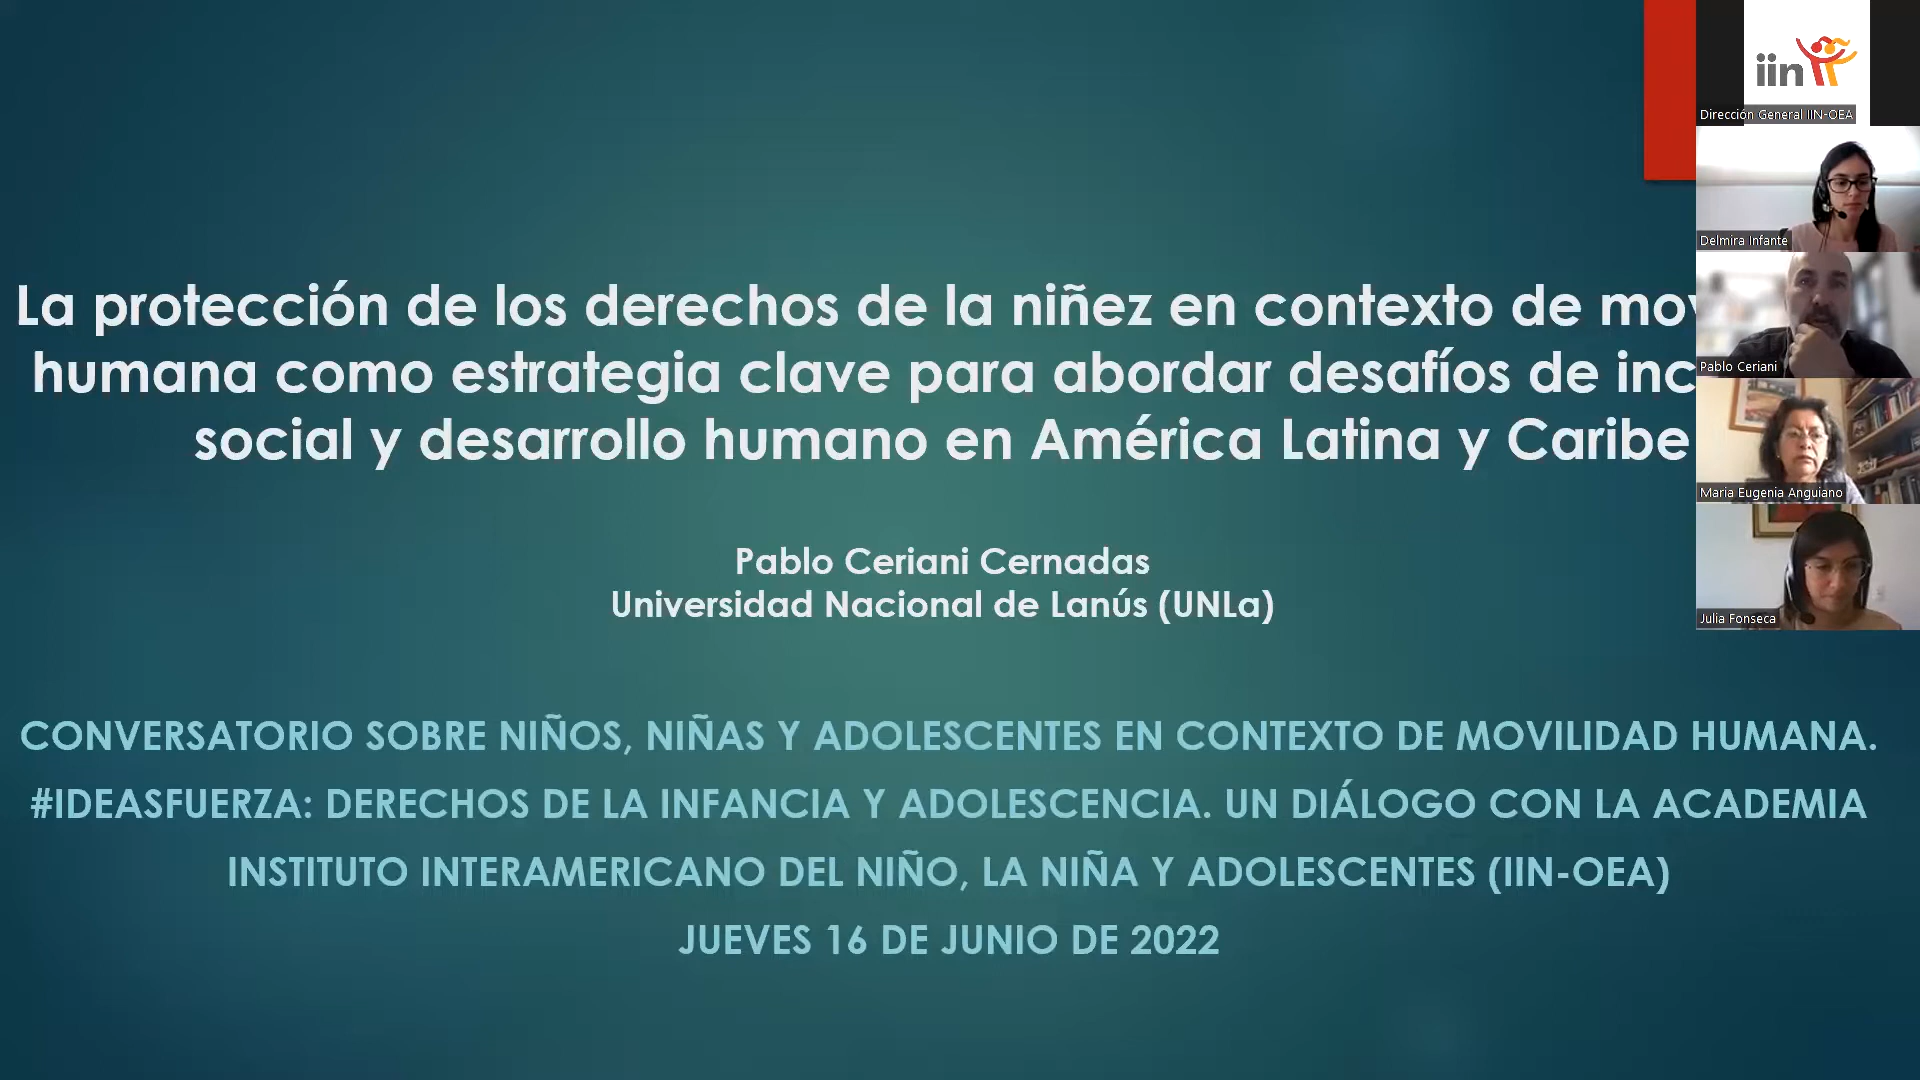 La protección de los derechos de la niñez en contexto de
humana como estrategia clave para abordar desafíos de
social y desarrollo humano en América Latina y Caribe
Pablo Ceriani Cernadas
Universidad Nacional de Lanús (UNLa)
CONVERSATORIO SOBRE NIÑOS, NIÑAS Y ADOLESCENTES EN CONTEXTO DE MOVILIDAD HUMANA.
#IDEASFUERZA: DERECHOS DE LA INFANCIA Y ADOLESCENCIA. UN DIÁLOGO CON LA ACADEMIA
INSTITUTO INTERAMERICANO DEL NIÑO, LA NIÑA Y ADOLESCENTES (IIN-OEA)
JUEVES 16 DE JUNIO DE 2022
iin
Dirección General IIN-OEA
Delmira Infante
Pablo Ceriani
Maria Eugenia Anguiano
Julia Fonseca